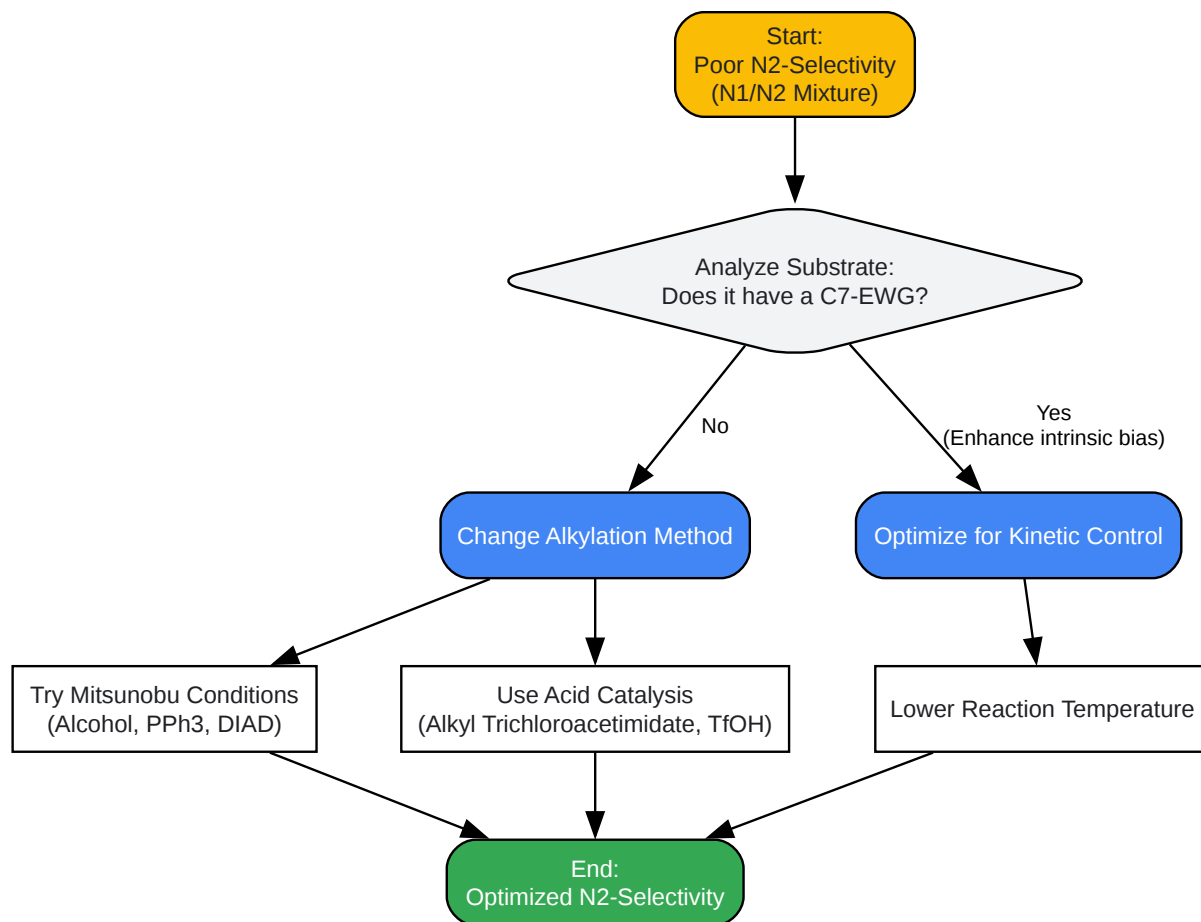 Start:
Poor N2-Selectivity
(N1/N2 Mixture)
Analyze Substrate:
Does it have a C7-EWG?
No
Yes
(Enhance intrinsic bias)
Change Alkylation Method
Optimize for Kinetic Control
Try Mitsunobu Conditions
(Alcohol, PPh3, DIAD)
Use Acid Catalysis
(Alkyl Trichloroacetimidate, TfOH)
Lower Reaction Temperature
End:
Optimized N2-Selectivity